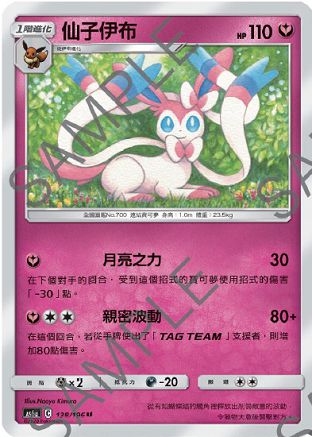 1階進化
仙子伊布
HP 110
從伊布進化
全國圖鑑No.700 連結寶可夢 身高：1.0m 體重：23.5kg
月亮之力 30
在下個對手的回合，受到這個招式的寶可夢使用招式的傷害
「-30」點。
親密波動 80+
在這個回合，若從手牌使出了「TAG TEAM」支援者，則增
加80點傷害。
弱點 ×2 抵抗力 -20 撤退
Illus. Naoyo Kimura
SAMPLE
SAMPLE
SAMPLE
SAMPLE